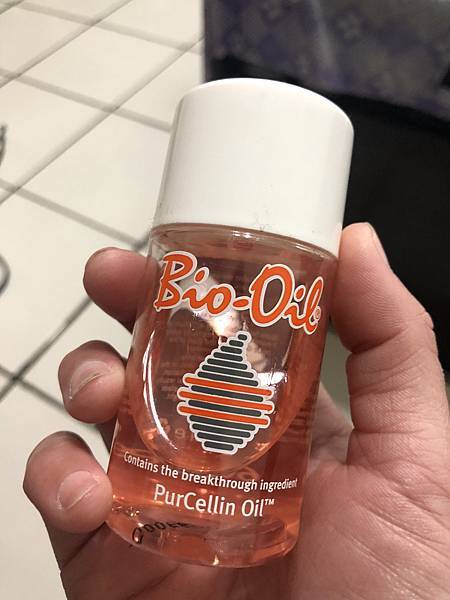 Bio-Oil®
Contains the breakthrough ingredient
PurCellin Oil™